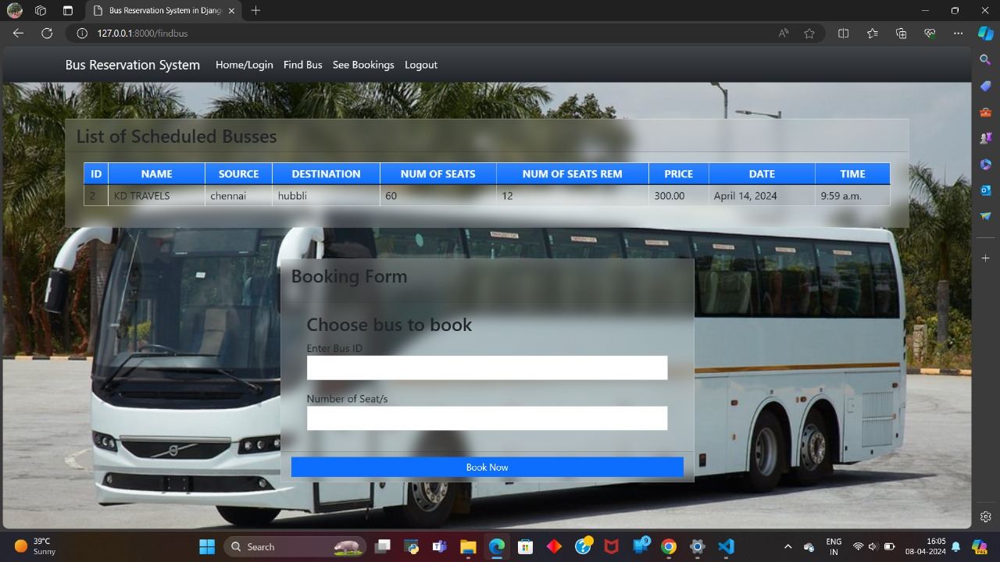 Bus Reservation System in Djang
127.0.0.1:8000/findbus
Bus Reservation System Home/Login Find Bus See Bookings Logout
List of Scheduled Busses
ID NAME SOURCE DESTINATION NUM OF SEATS NUM OF SEATS REM PRICE DATE TIME
2 KD TRAVELS chennai hubbli 60 12 300.00 April 14, 2024 9:59 a.m.
Booking Form
Choose bus to book
Enter Bus ID
Number of Seat/s
Book Now
39°C
Sunny
Search
9
ENG
IN
16:05
08-04-2024
PRE